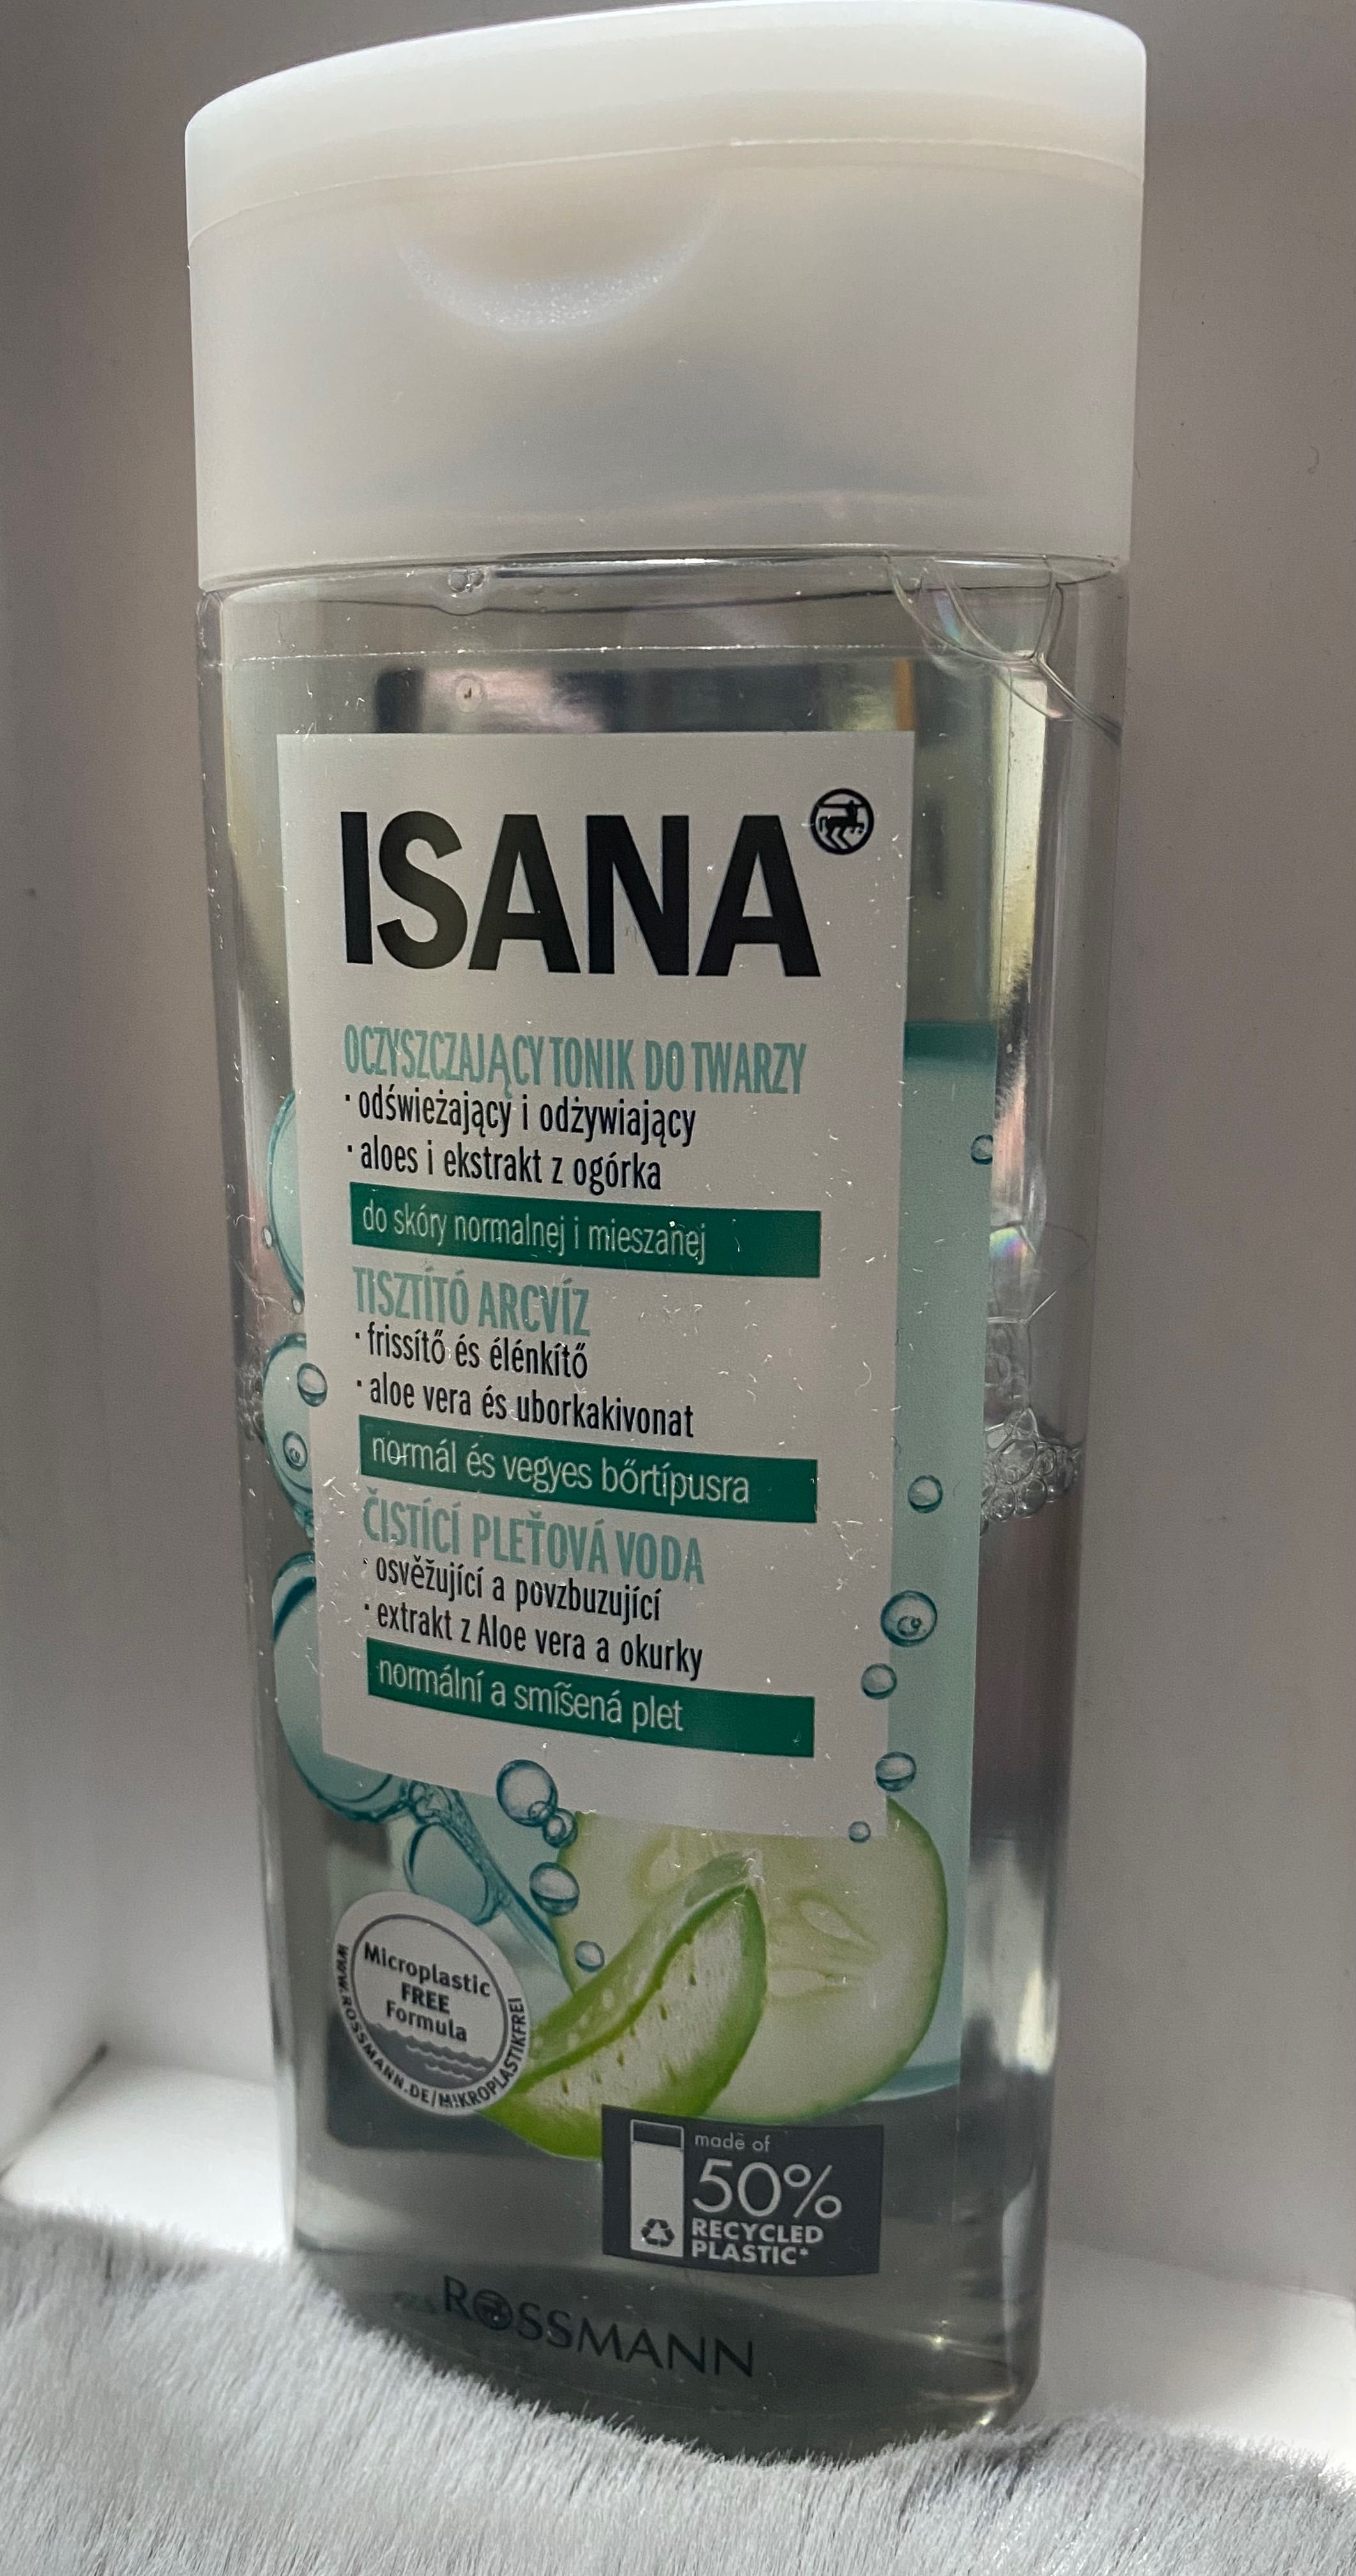 ISANA
OCZYSZCZAJĄCY TONIK DO TWARZY
· odświeżający i odżywiający
· aloes i ekstrakt z ogórka
do skóry normalnej i mieszanej
TISZTÍTÓ ARCVÍZ
· frissítő és élénkítő
· aloe vera és uborkakivonat
normál és vegyes bőrtípusra
ČISTÍCÍ PLEŤOVÁ VODA
· osvěžující a povzbuzující
· extrakt z Aloe vera a okurky
normální a smíšená plet
Microplastic
FREE
Formula
WWW.ROSSMANN.DE/MIKROPLASTIKFREI
made of
50%
RECYCLED
PLASTIC*
ROSSMANN